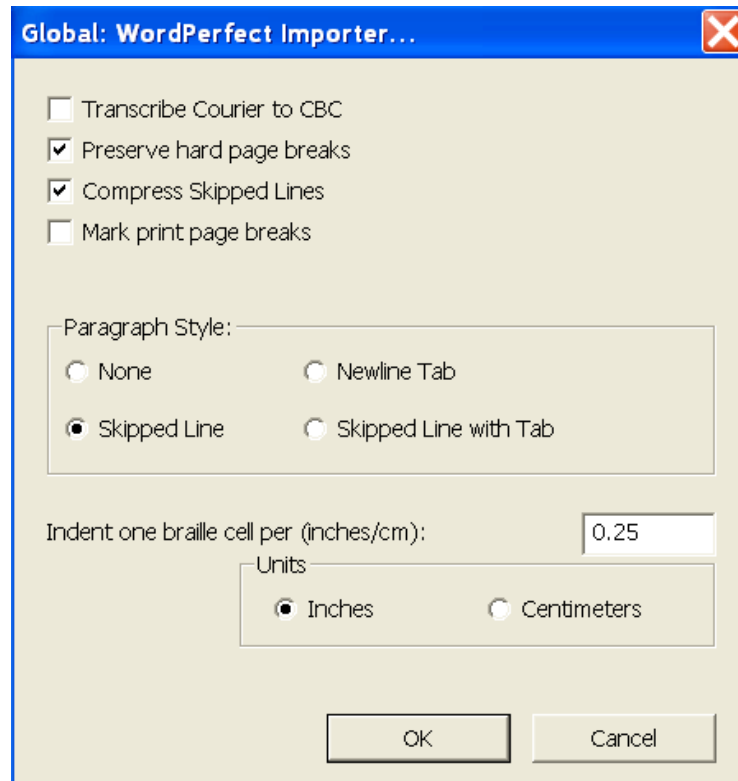 Global: WordPerfect Importer...
Transcribe Courier to CBC
Preserve hard page breaks
Compress Skipped Lines
Mark print page breaks
Paragraph Style:
None Newline Tab
Skipped Line Skipped Line with Tab
Indent one braille cell per (inches/cm): 0.25
Units
Inches Centimeters
OK Cancel